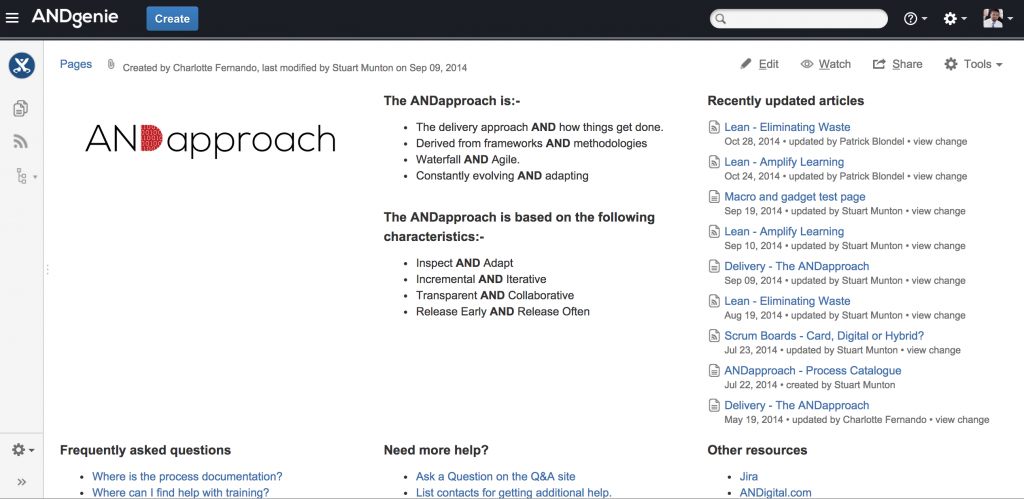 ANDgenie
Create
Pages
Created by Charlotte Fernando, last modified by Stuart Munton on Sep 09, 2014
Edit
Watch
Share
Tools
ANDapproach
The ANDapproach is:-
The delivery approach AND how things get done.
Derived from frameworks AND methodologies
Waterfall AND Agile.
Constantly evolving AND adapting
The ANDapproach is based on the following
characteristics:-
Inspect AND Adapt
Incremental AND Iterative
Transparent AND Collaborative
Release Early AND Release Often
Recently updated articles
Lean - Eliminating Waste
Oct 28, 2014 • updated by Patrick Blondel • view change
Lean - Amplify Learning
Oct 24, 2014 • updated by Patrick Blondel • view change
Macro and gadget test page
Sep 19, 2014 • updated by Stuart Munton • view change
Lean - Amplify Learning
Sep 10, 2014 • updated by Stuart Munton • view change
Delivery - The ANDapproach
Sep 09, 2014 • updated by Stuart Munton • view change
Lean - Eliminating Waste
Aug 19, 2014 • updated by Stuart Munton • view change
Scrum Boards - Card, Digital or Hybrid?
Jul 23, 2014 • updated by Stuart Munton • view change
ANDapproach - Process Catalogue
Jul 22, 2014 • created by Stuart Munton
Delivery - The ANDapproach
May 19, 2014 • updated by Charlotte Fernando • view change
Frequently asked questions
Where is the process documentation?
Where can I find help with training?
Need more help?
Ask a Question on the Q&A site
List contacts for getting additional help.
Other resources
Jira
ANDigital.com